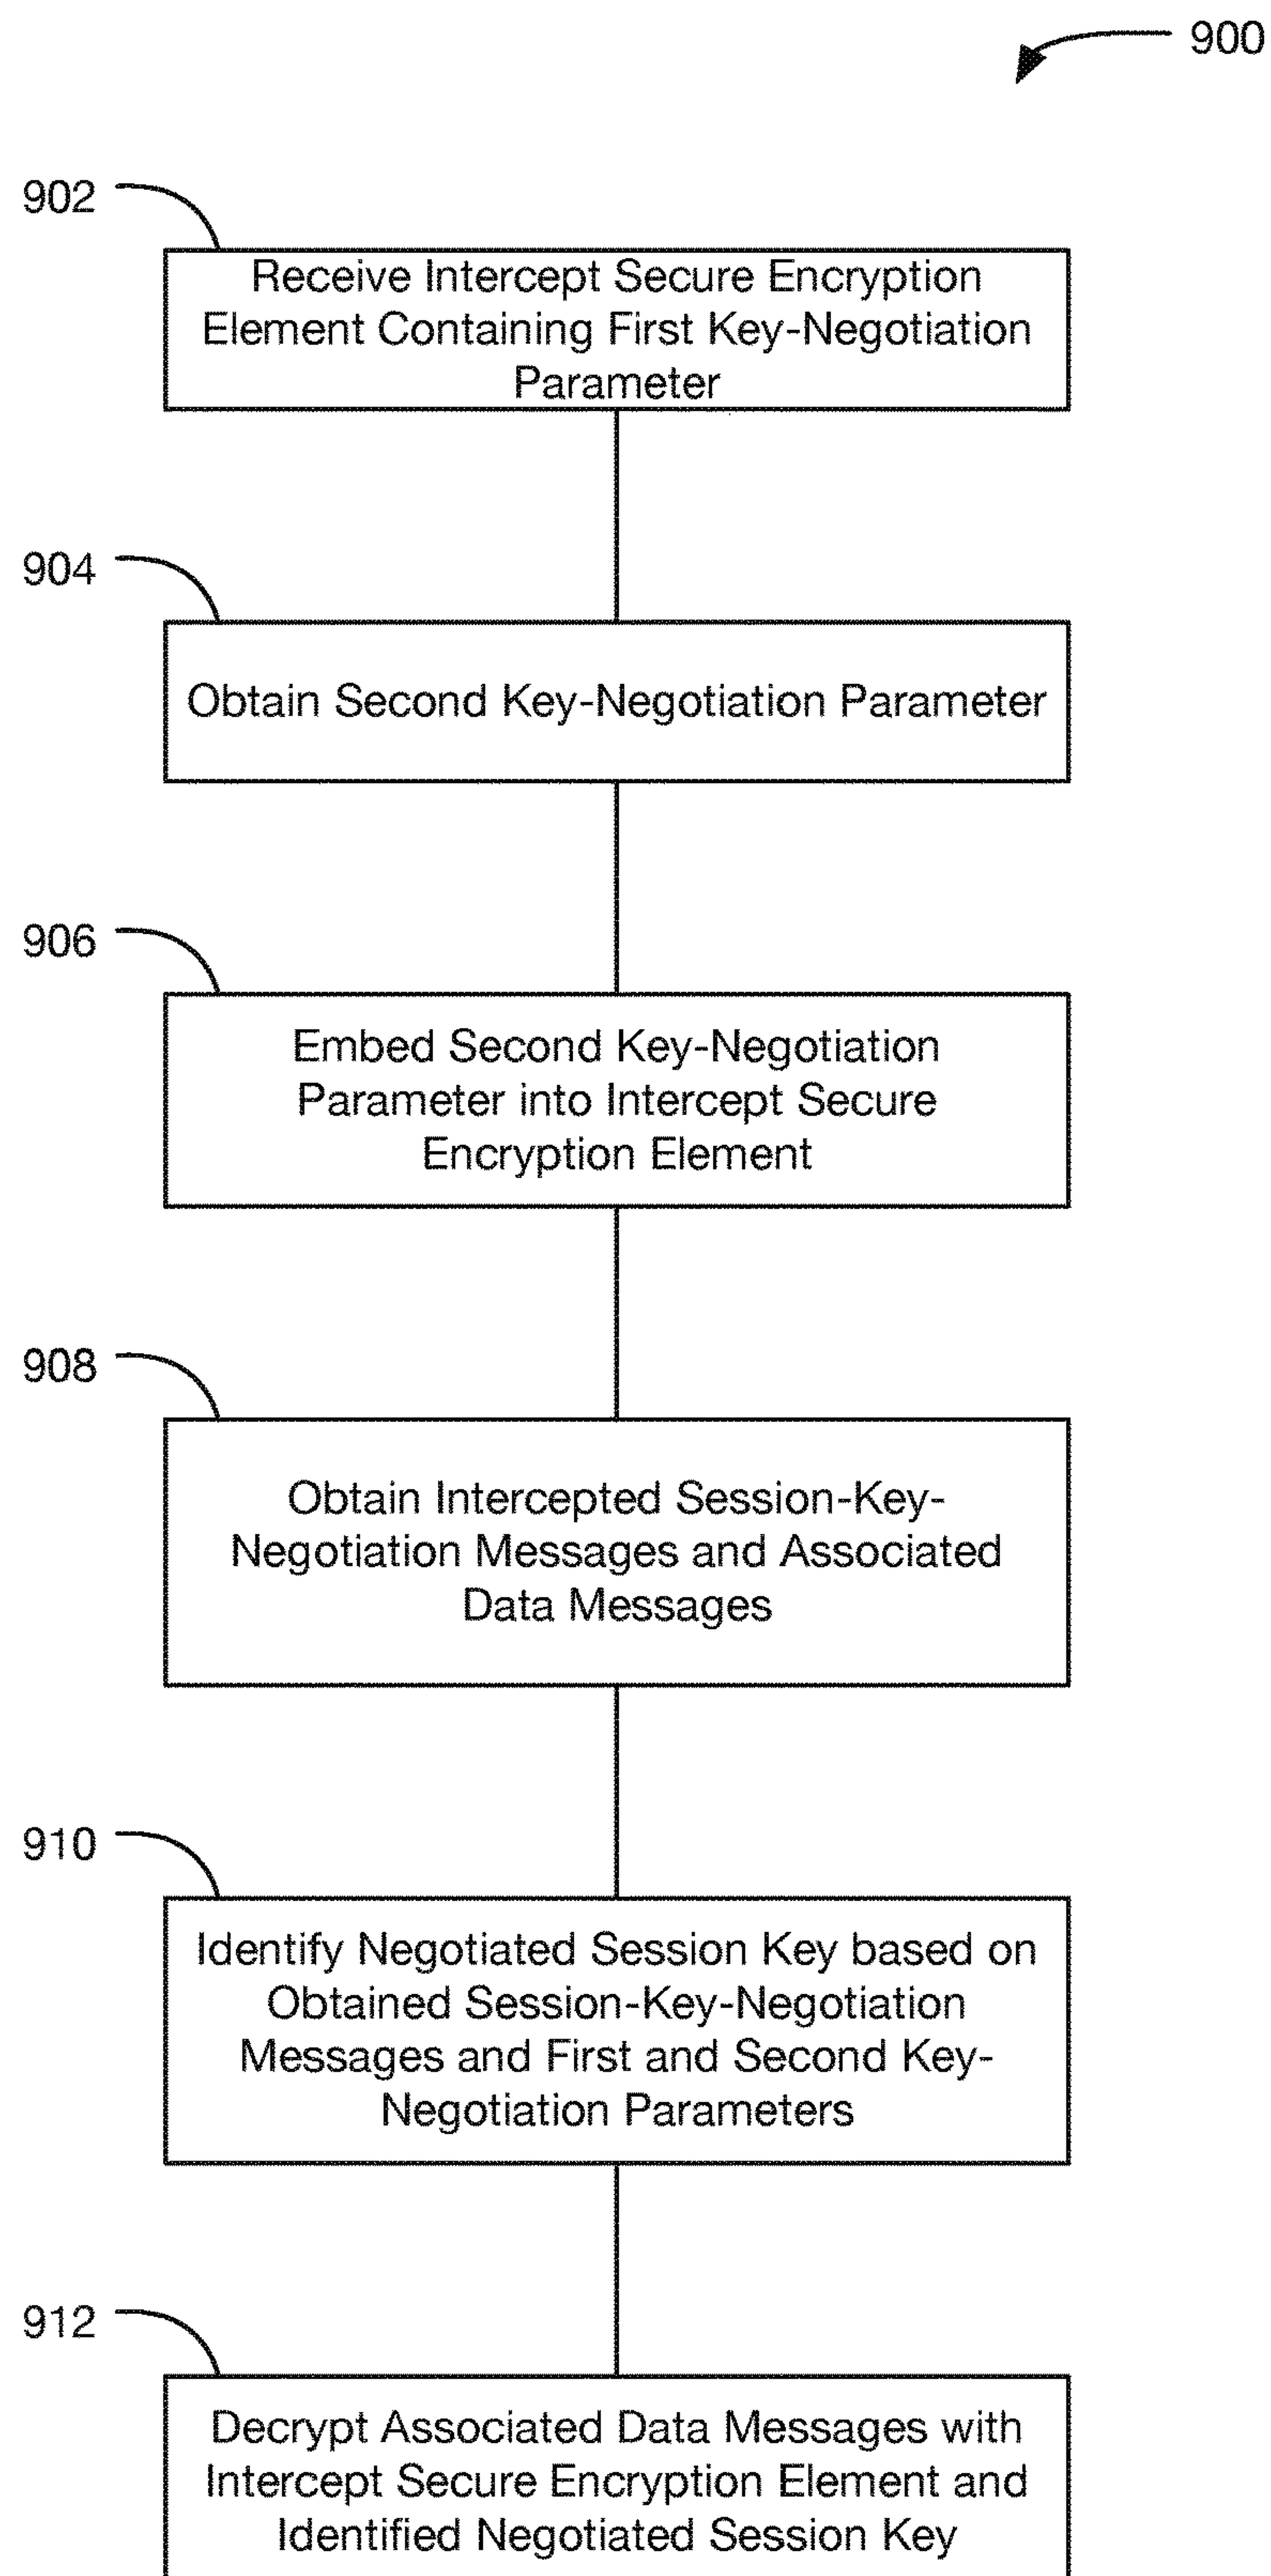 900
902
Receive Intercept Secure Encryption
Element Containing First Key-Negotiation
Parameter
904
Obtain Second Key-Negotiation Parameter
906
Embed Second Key-Negotiation
Parameter into Intercept Secure
Encryption Element
908
Obtain Intercepted Session-Key-
Negotiation Messages and Associated
Data Messages
910
Identify Negotiated Session Key based on
Obtained Session-Key-Negotiation
Messages and First and Second Key-
Negotiation Parameters
912
Decrypt Associated Data Messages with
Intercept Secure Encryption Element and
Identified Negotiated Session Key